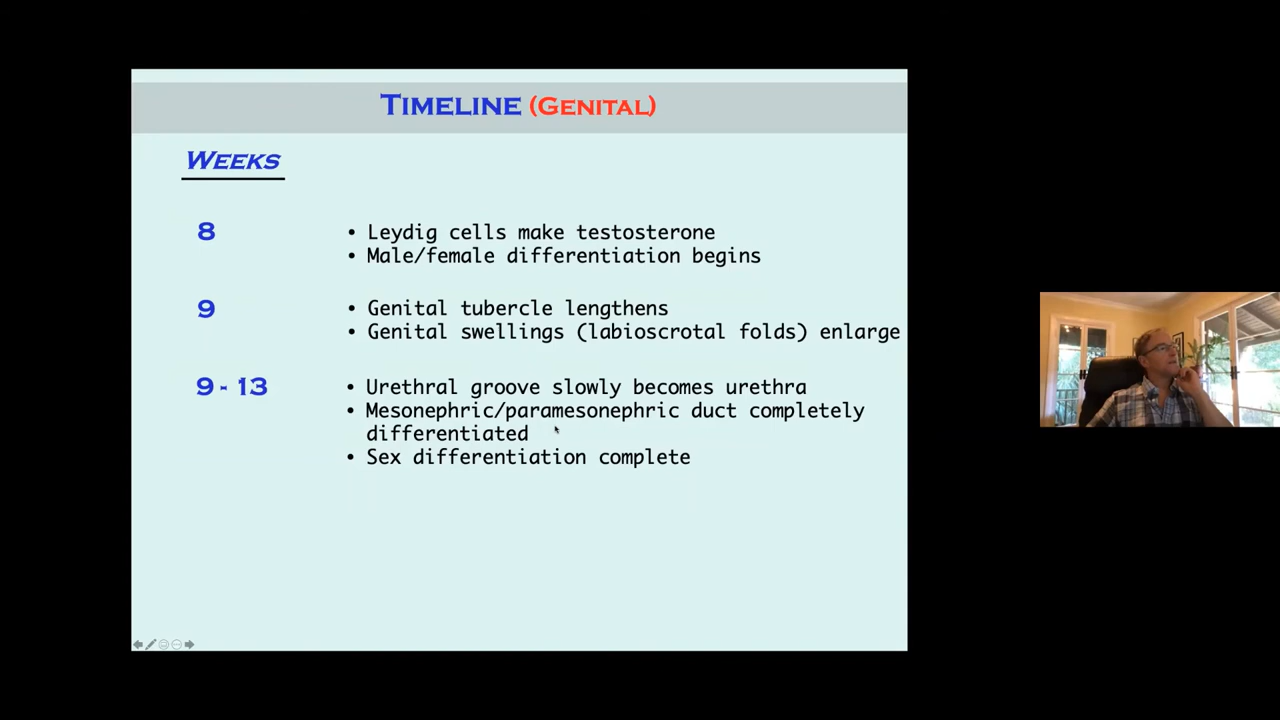 TIMELINE (GENITAL)
WEEKS
8
• Leydig cells make testosterone
• Male/female differentiation begins
9
• Genital tubercle lengthens
• Genital swellings (labioscrotal folds) enlarge
9 - 13
• Urethral groove slowly becomes urethra
• Mesonephric/paramesonephric duct completely
differentiated
• Sex differentiation complete